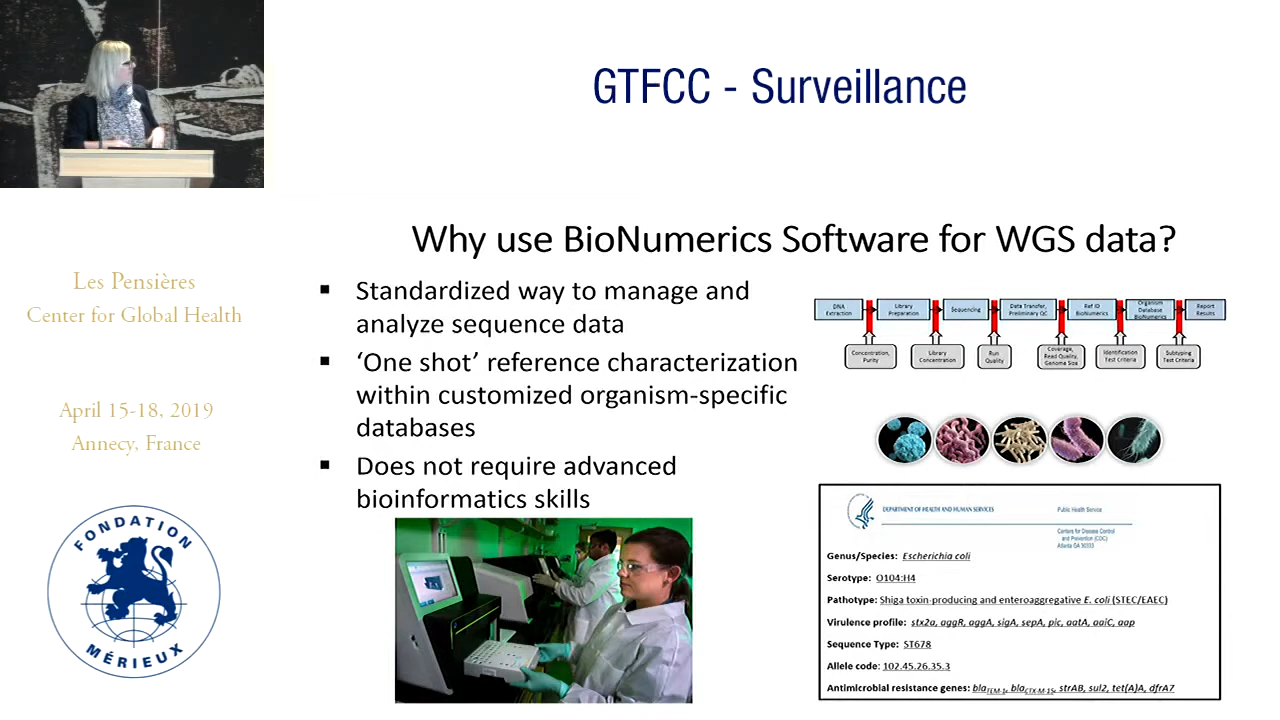 GTFCC - Surveillance
Les Pensières
Center for Global Health
April 15-18, 2019
Annecy, France
FONDATION
MÉRIEUX
Why use BioNumerics Software for WGS data?
▪ Standardized way to manage and
analyze sequence data
▪ ‘One shot’ reference characterization
within customized organism-specific
databases
▪ Does not require advanced
bioinformatics skills
DNA
Extraction
Library
Preparation
Sequencing
Data Transfer,
Preliminary QC
Ref ID
BioNumerics
Organism
Database
BioNumerics
Report
Results
Concentration,
Purity
Library
Concentration
Run
Quality
Coverage,
Read Quality,
Genome Size
Identification
Test Criteria
Subtyping
Test Criteria
DEPARTMENT OF HEALTH AND HUMAN SERVICES
Public Health Service
Centers for Disease Control
and Prevention (CDC)
Atlanta GA 30333
Genus/Species: Escherichia coli
Serotype: O104:H4
Pathotype: Shiga toxin-producing and enteroaggregative E. coli (STEC/EAEC)
Virulence profile: stx2a, aggR, aggA, sigA, sepA, pic, aatA, aaiC, aap
Sequence Type: ST678
Allele code: 102.45.26.35.3
Antimicrobial resistance genes: blaTEM-1, blaCTX-M-15, strAB, sul2, tet(A)A, dfrA7